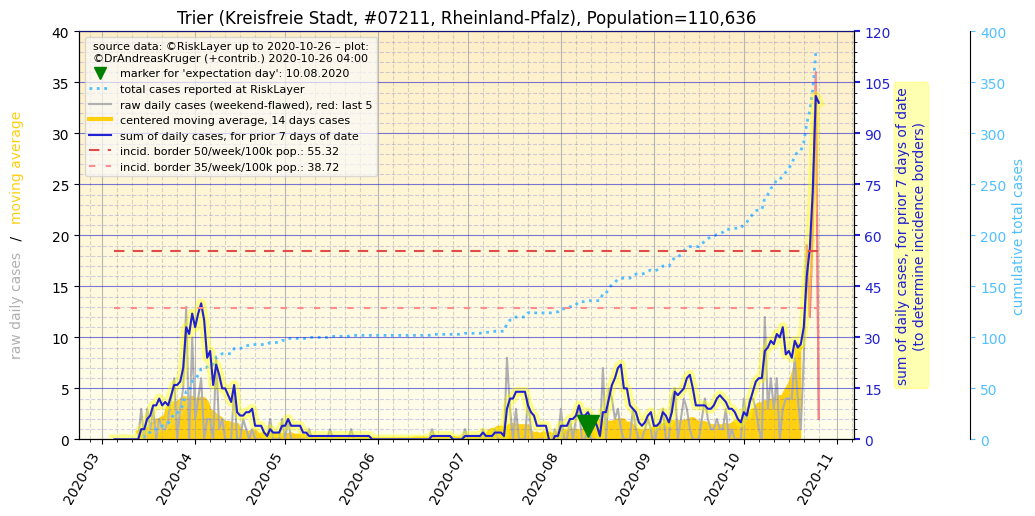 Trier (Kreisfreie Stadt, #07211, Rheinland-Pfalz), Population=110,636
source data: ©RiskLayer up to 2020-10-26 – plot:
©DrAndreasKruger (+contrib.) 2020-10-26 04:00
marker for 'expectation day': 10.08.2020
total cases reported at RiskLayer
raw daily cases (weekend-flawed), red: last 5
centered moving average, 14 days cases
sum of daily cases, for prior 7 days of date
incid. border 50/week/100k pop.: 55.32
incid. border 35/week/100k pop.: 38.72
raw daily cases / moving average
40
35
30
25
20
15
10
5
0
120
105
90
75
60
45
30
15
0
sum of daily cases, for prior 7 days of date
(to determine incidence borders)
400
350
300
250
200
150
100
50
0
cumulative total cases
2020-03
2020-04
2020-05
2020-06
2020-07
2020-08
2020-09
2020-10
2020-11